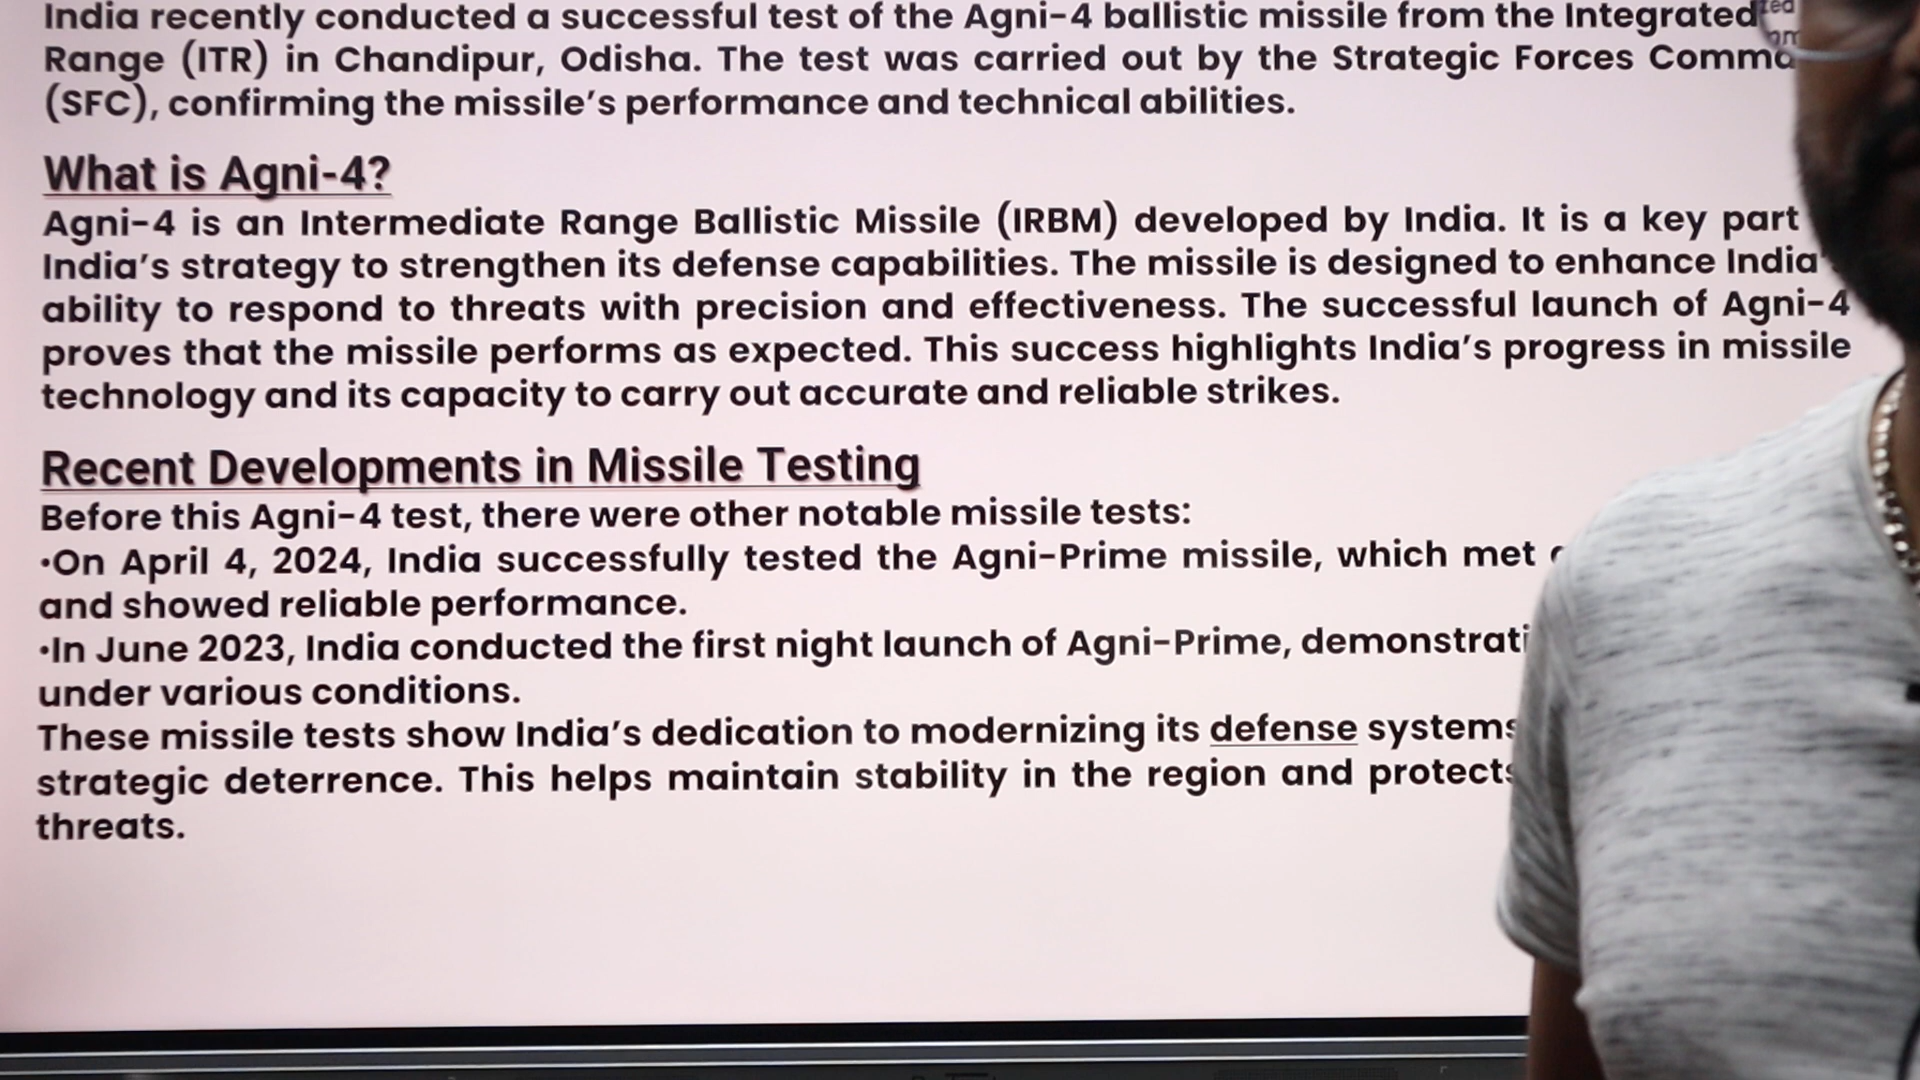 India recently conducted a successful test of the Agni-4 ballistic missile from the Integrated
Range (ITR) in Chandipur, Odisha. The test was carried out by the Strategic Forces
(SFC), confirming the missile's performance and technical abilities.
What is Agni-4?
Agni-4 is an Intermediate Range Ballistic Missile (IRBM) developed by India. It is a key part
India's strategy to strengthen its defense capabilities. The missile is designed to enhance India'
ability to respond to threats with precision and effectiveness. The successful launch of Agni-4
proves that the missile performs as expected. This success highlights India's progress in missile
technology and its capacity to carry out accurate and reliable strikes.
Recent Developments in Missile Testing
Before this Agni-4 test, there were other notable missile tests:
•On April 4, 2024, India successfully tested the Agni-Prime missile, which met
and showed reliable performance.
•In June 2023, India conducted the first night launch of Agni-Prime, demonstrati
under various conditions.
These missile tests show India's dedication to modernizing its defense systems
strategic deterrence. This helps maintain stability in the region and protects
threats.